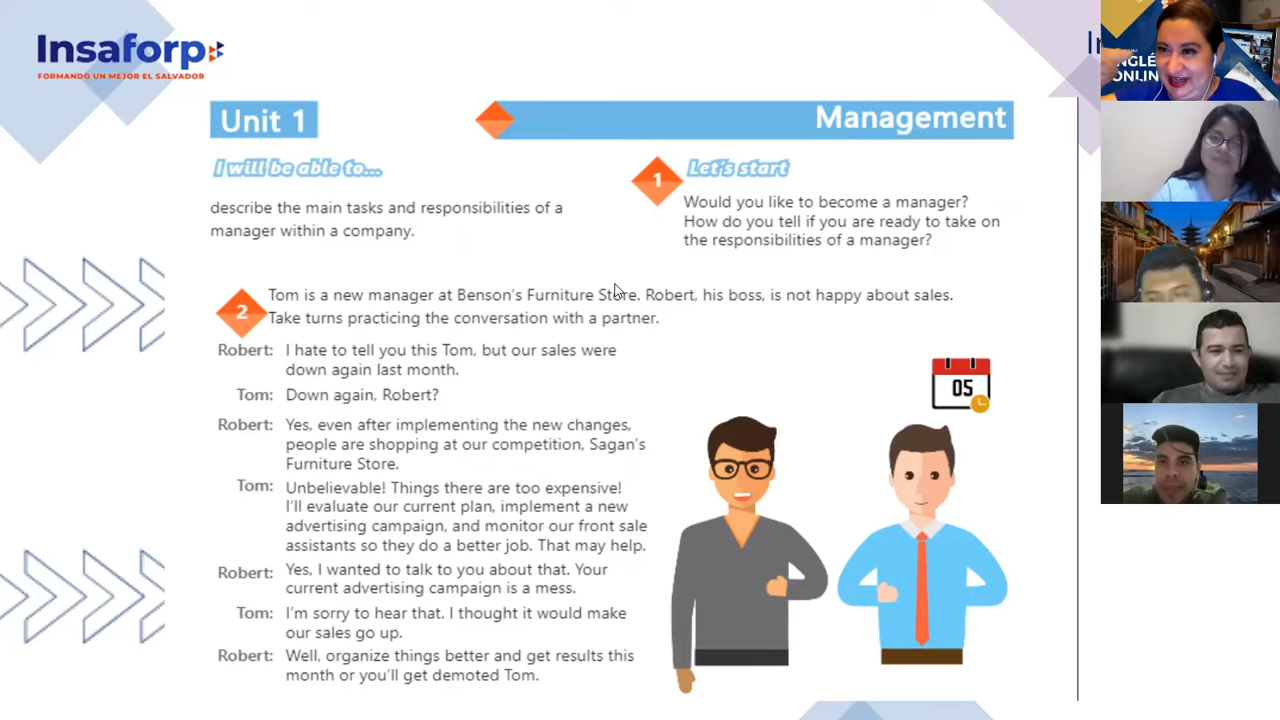 Insaforp
FORMANDO UN MEJOR EL SALVADOR
Unit 1
Management
I will be able to...
describe the main tasks and responsibilities of a
manager within a company.
1
Let's start
Would you like to become a manager?
How do you tell if you are ready to take on
the responsibilities of a manager?
2
Tom is a new manager at Benson's Furniture Store. Robert, his boss, is not happy about sales.
Take turns practicing the conversation with a partner.
Robert: I hate to tell you this Tom, but our sales were
down again last month.
Tom: Down again, Robert?
Robert: Yes, even after implementing the new changes,
people are shopping at our competition, Sagan's
Furniture Store.
Tom: Unbelievable! Things there are too expensive!
I'll evaluate our current plan, implement a new
advertising campaign, and monitor our front sale
assistants so they do a better job. That may help.
Robert: Yes, I wanted to talk to you about that. Your
current advertising campaign is a mess.
Tom: I'm sorry to hear that. I thought it would make
our sales go up.
Robert: Well, organize things better and get results this
month or you'll get demoted Tom.
05
ONLINE